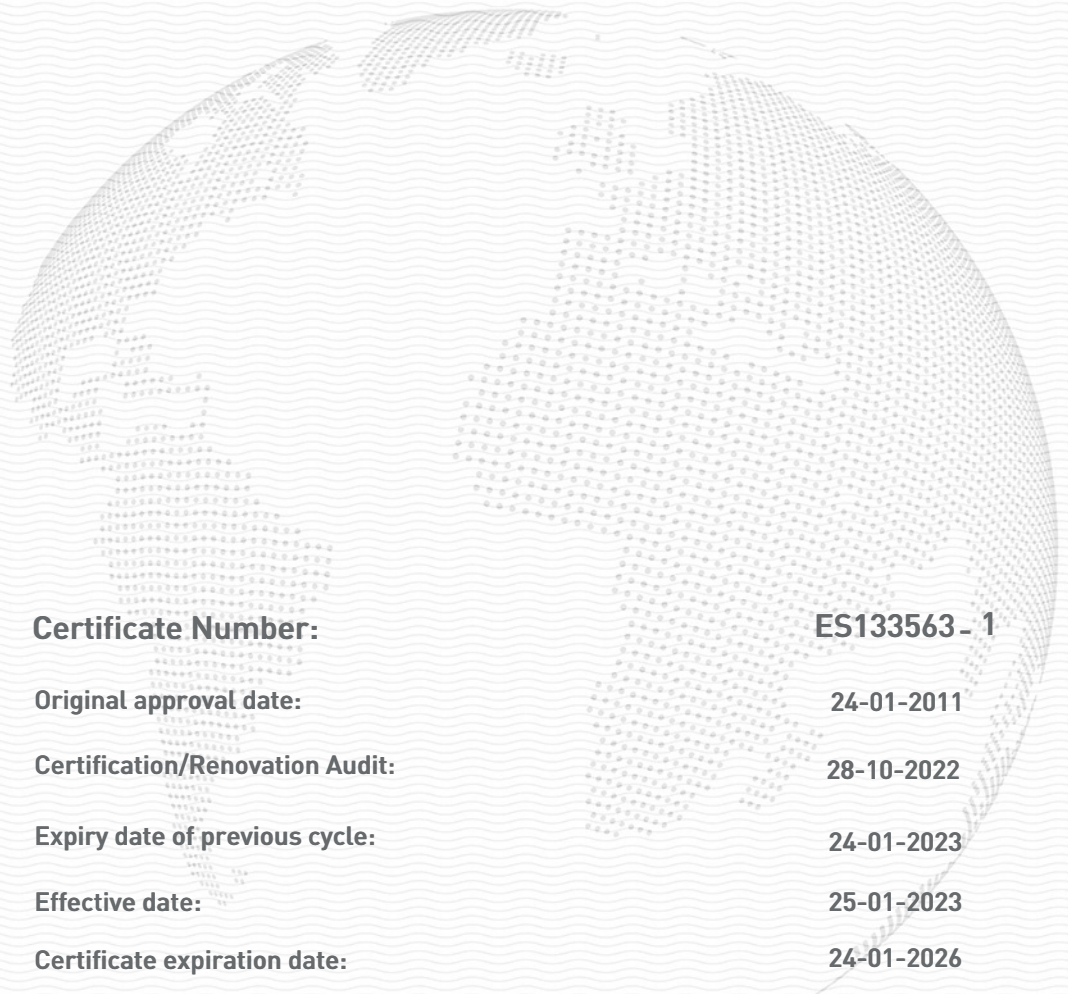 Certificate Number: ES133563- 1
Original approval date: 24-01-2011
Certification/Renovation Audit: 28-10-2022
Expiry date of previous cycle: 24-01-2023
Effective date: 25-01-2023
Certificate expiration date: 24-01-2026